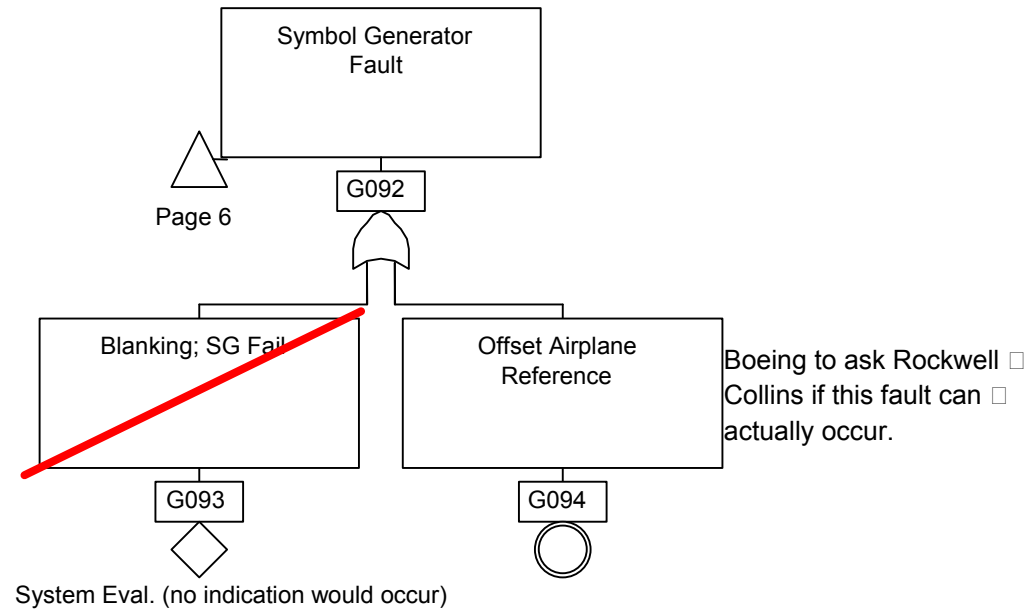 Symbol Generator
Fault
G092
Page 6
Blanking; SG Fail
Offset Airplane
Reference
Boeing to ask Rockwell □
Collins if this fault can □
actually occur.
G093
G094
System Eval. (no indication would occur)